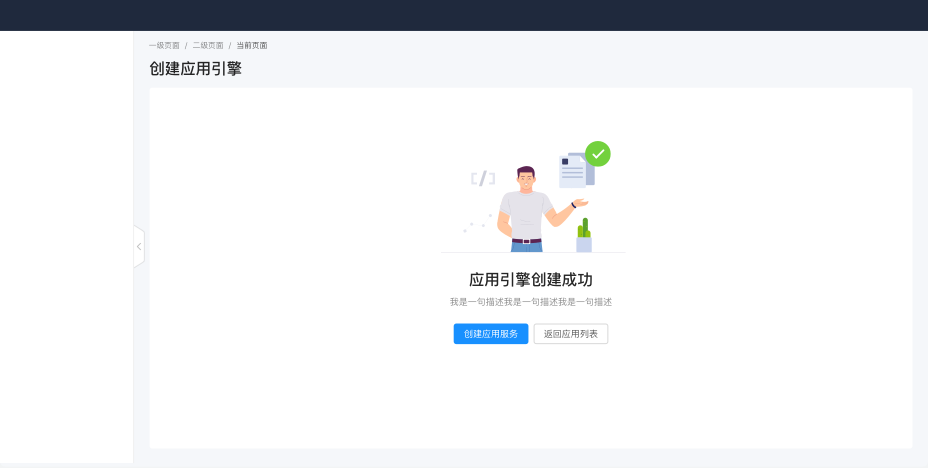 一级页面 / 二级页面 / 当前页面
创建应用引擎
[/]
应用引擎创建成功
我是一句描述我是一句描述我是一句描述
创建应用服务 返回应用列表